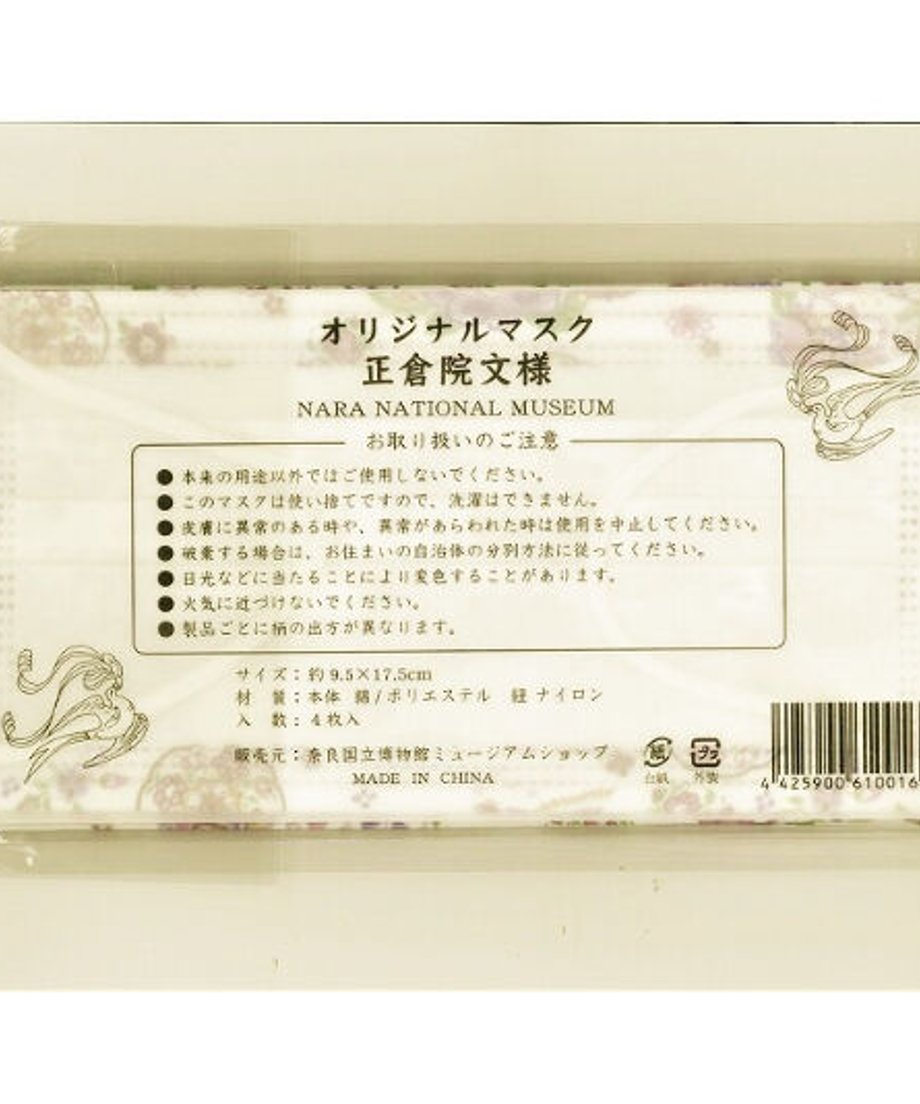 オリジナルマスク
正倉院文様
NARA NATIONAL MUSEUM
お取り扱いのご注意
●本来の用途以外ではご使用しないでください。
●このマスクは使い捨てですので、洗濯はできません。
●皮膚に異常のある時や、異常があらわれた時は使用を中止してください。
●破棄する場合は、お住まいの自治体の分別方法に従ってください。
●日光などに当たることにより変色することがあります。
●火気に近づけないでください。
●製品ごとに柄の出方が異なります。
サイズ：約9.5×17.5cm
材　質：本体　綿/ポリエステル　紐 ナイロン
入　数：４枚入
販売元：奈良国立博物館ミュージアムショップ
MADE IN CHINA
紙 プラ
台紙 外装
4 425900 610016